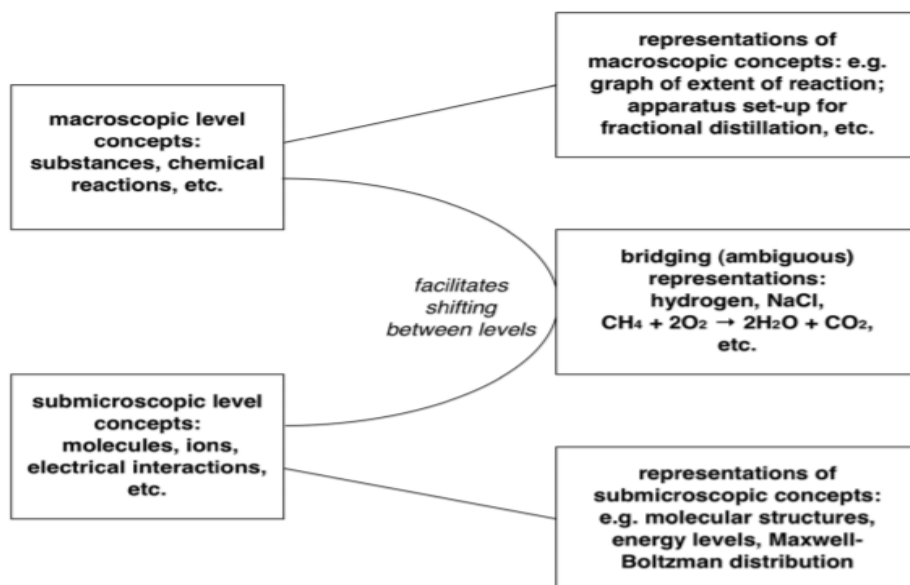 representations of
macroscopic concepts: e.g.
graph of extent of reaction;
apparatus set-up for
fractional distillation, etc.
macroscopic level
concepts:
substances, chemical
reactions, etc.
bridging (ambiguous)
representations:
hydrogen, NaCl,
CH₄ + 2O₂ → 2H₂O + CO₂,
etc.
facilitates
shifting
between levels
submicroscopic level
concepts:
molecules, ions,
electrical interactions,
etc.
representations of
submicroscopic concepts:
e.g. molecular structures,
energy levels, Maxwell-
Boltzman distribution